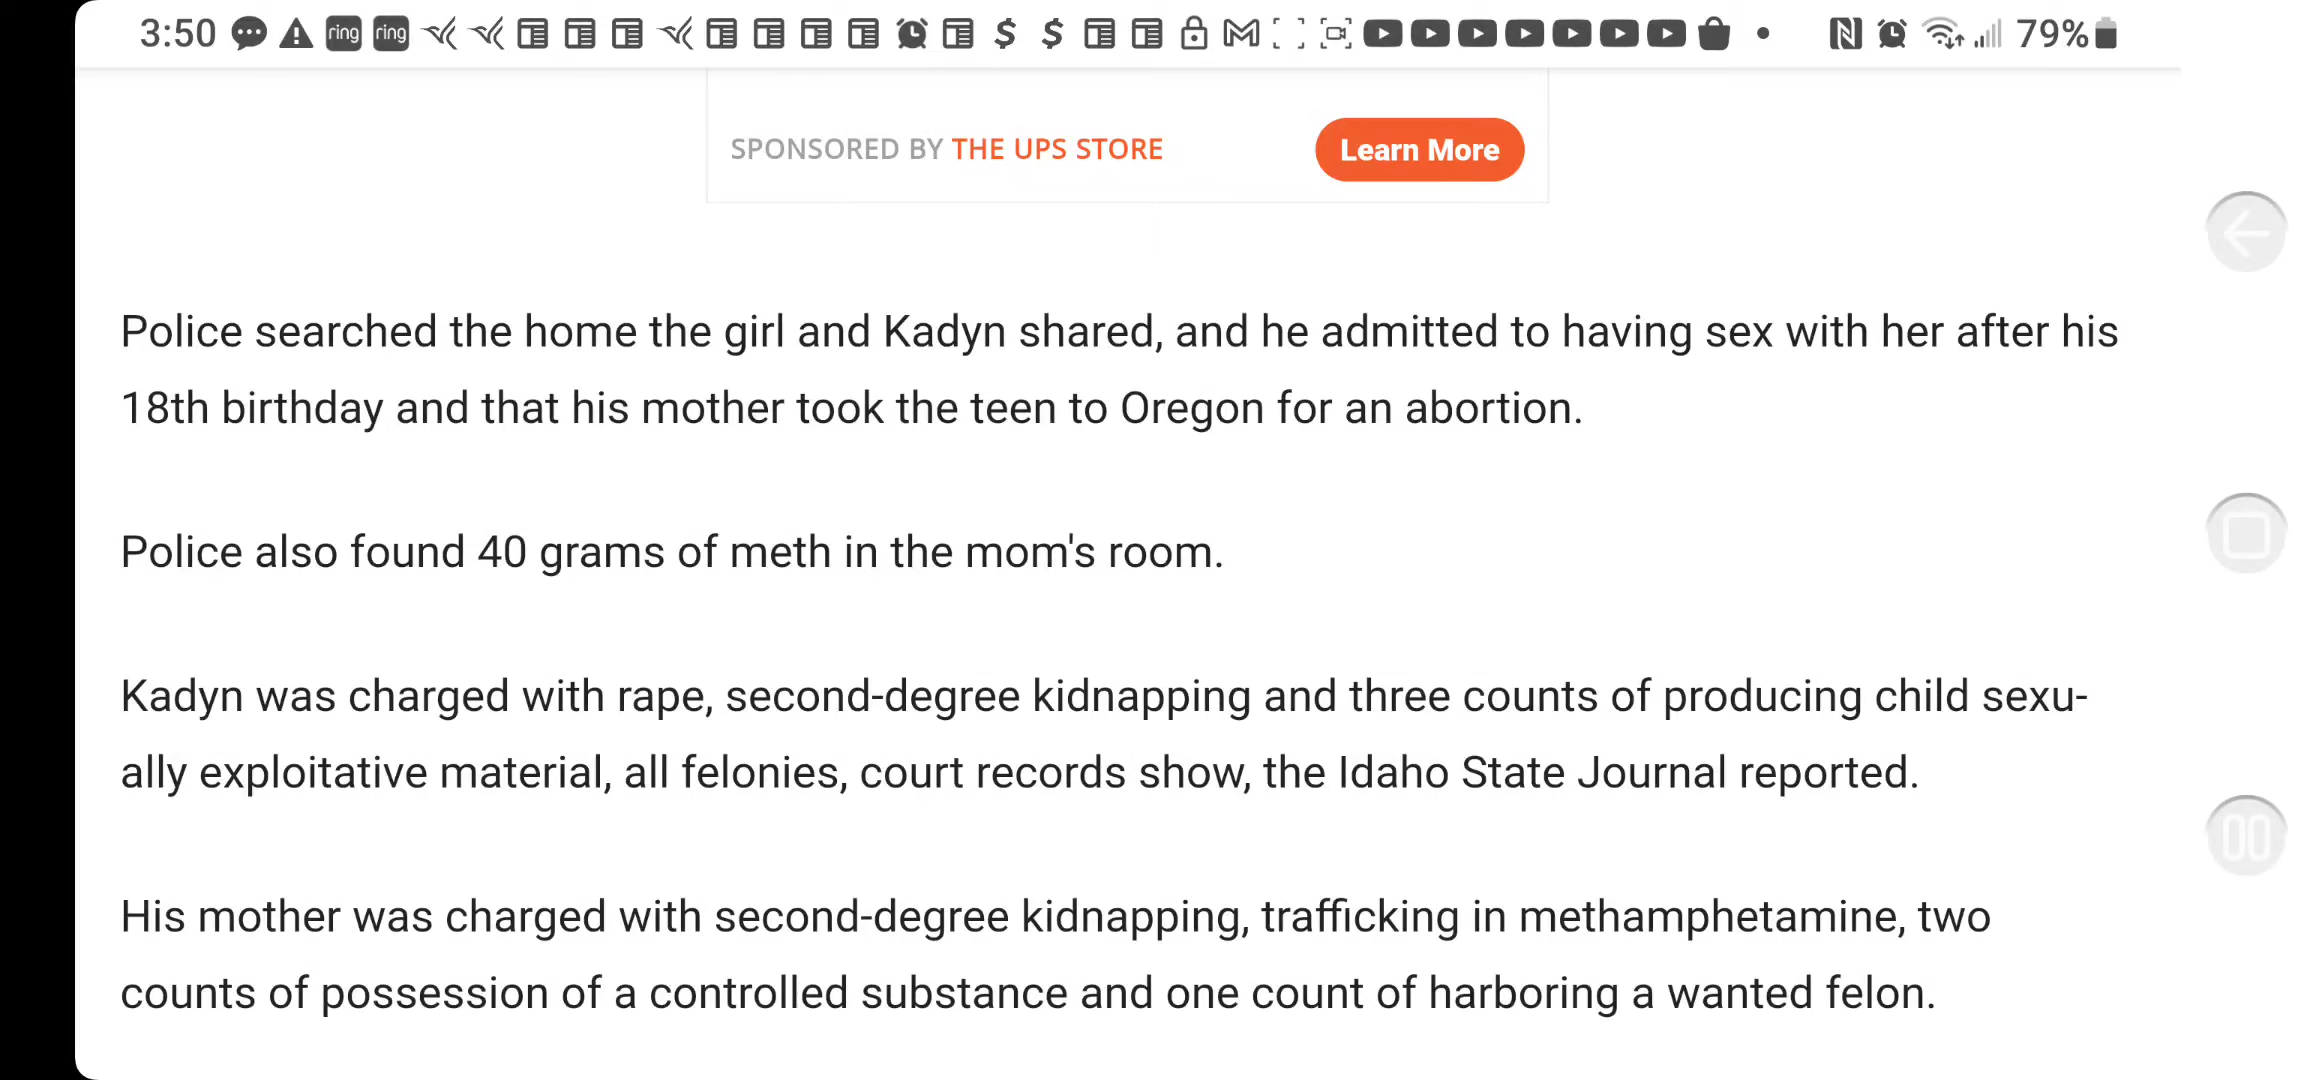 3:50 ring ring $ $ 79%
SPONSORED BY THE UPS STORE Learn More
Police searched the home the girl and Kadyn shared, and he admitted to having sex with her after his
18th birthday and that his mother took the teen to Oregon for an abortion.
Police also found 40 grams of meth in the mom's room.
Kadyn was charged with rape, second-degree kidnapping and three counts of producing child sexu-
ally exploitative material, all felonies, court records show, the Idaho State Journal reported.
His mother was charged with second-degree kidnapping, trafficking in methamphetamine, two
counts of possession of a controlled substance and one count of harboring a wanted felon.